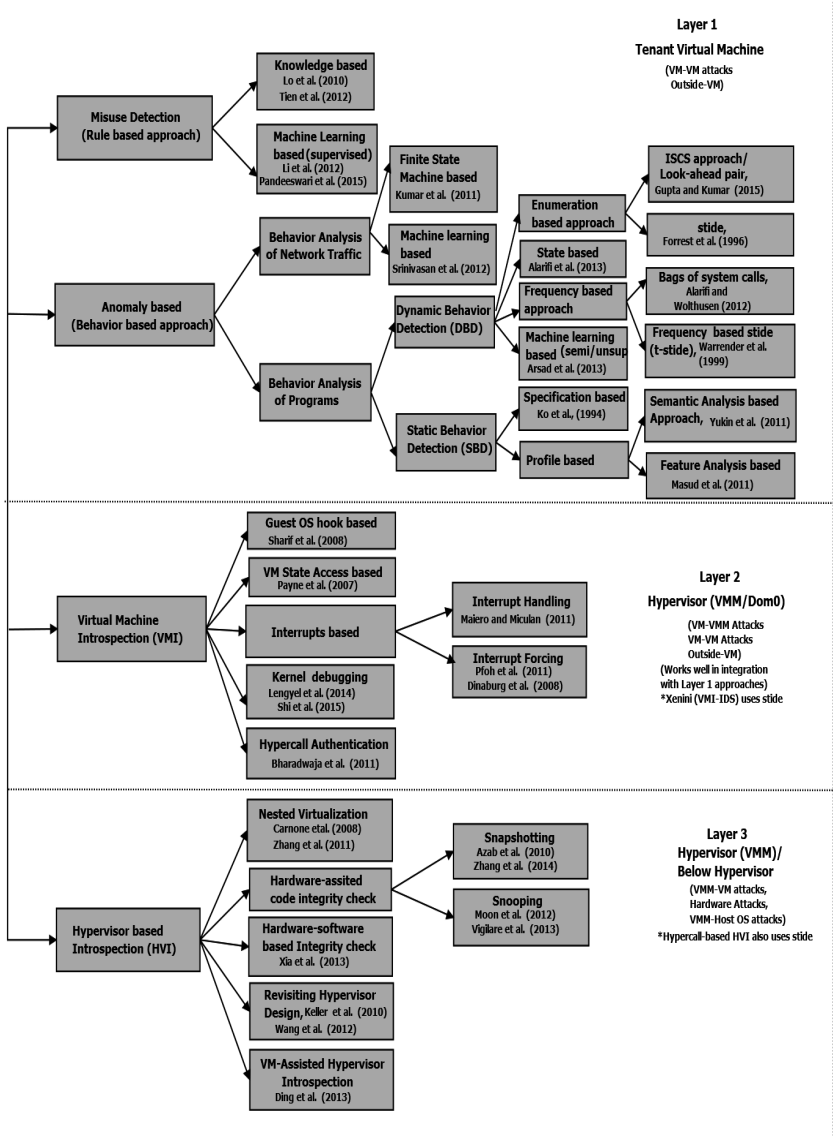 Layer 1
Tenant Virtual Machine
(VM-VM attacks
Outside-VM)
Misuse Detection
(Rule based approach)
Knowledge based
Lo et al. (2010)
Tien et al. (2012)
Machine Learning
based (supervised)
Li et al. (2012)
Pandeeswari et al. (2015)
Anomaly based
(Behavior based approach)
Behavior Analysis
of Network Traffic
Finite State
Machine based
Kumar et al. (2011)
Machine learning
based
Srinivasan et al. (2012)
Behavior Analysis
of Programs
Dynamic Behavior
Detection (DBD)
Enumeration
based approach
ISCS approach/
Look-ahead pair,
Gupta and Kumar (2015)
stide,
Forrest et al. (1996)
State based
Alarifi et al. (2013)
Frequency based
approach
Bags of system calls,
Alarifi and
Wolthusen (2012)
Frequency based stide
(t-stide), Warrender et al.
(1999)
Machine learning
based (semi/unsup
Arsad et al. (2013)
Static Behavior
Detection (SBD)
Specification based
Ko et al., (1994)
Profile based
Semantic Analysis based
Approach, Yukin et al. (2011)
Feature Analysis based
Masud et al. (2011)
Layer 2
Hypervisor (VMM/Dom0)
(VM-VMM Attacks
VM-VM Attacks
Outside-VM)
(Works well in integration
with Layer 1 approaches)
*Xenini (VMI-IDS) uses stide
Virtual Machine
Introspection (VMI)
Guest OS hook based
Sharif et al. (2008)
VM State Access based
Payne et al. (2007)
Interrupts based
Interrupt Handling
Maiero and Miculan (2011)
Interrupt Forcing
Pfoh et al. (2011)
Dinaburg et al. (2008)
Kernel debugging
Lengyel et al. (2014)
Shi et al. (2015)
Hypercall Authentication
Bharadwaja et al. (2011)
Layer 3
Hypervisor (VMM)/
Below Hypervisor
(VMM-VM attacks,
Hardware Attacks,
VMM-Host OS attacks)
*Hypercall-based HVI also uses stide
Hypervisor based
Introspection (HVI)
Nested Virtualization
Carnone etal. (2008)
Zhang et al. (2011)
Hardware-assited
code integrity check
Snapshotting
Azab et al. (2010)
Zhang et al. (2014)
Snooping
Moon et al. (2012)
Vigilare et al. (2013)
Hardware-software
based Integrity check
Xia et al. (2013)
Revisiting Hypervisor
Design, Keller et al. (2010)
Wang et al. (2012)
VM-Assisted Hypervisor
Introspection
Ding et al. (2013)